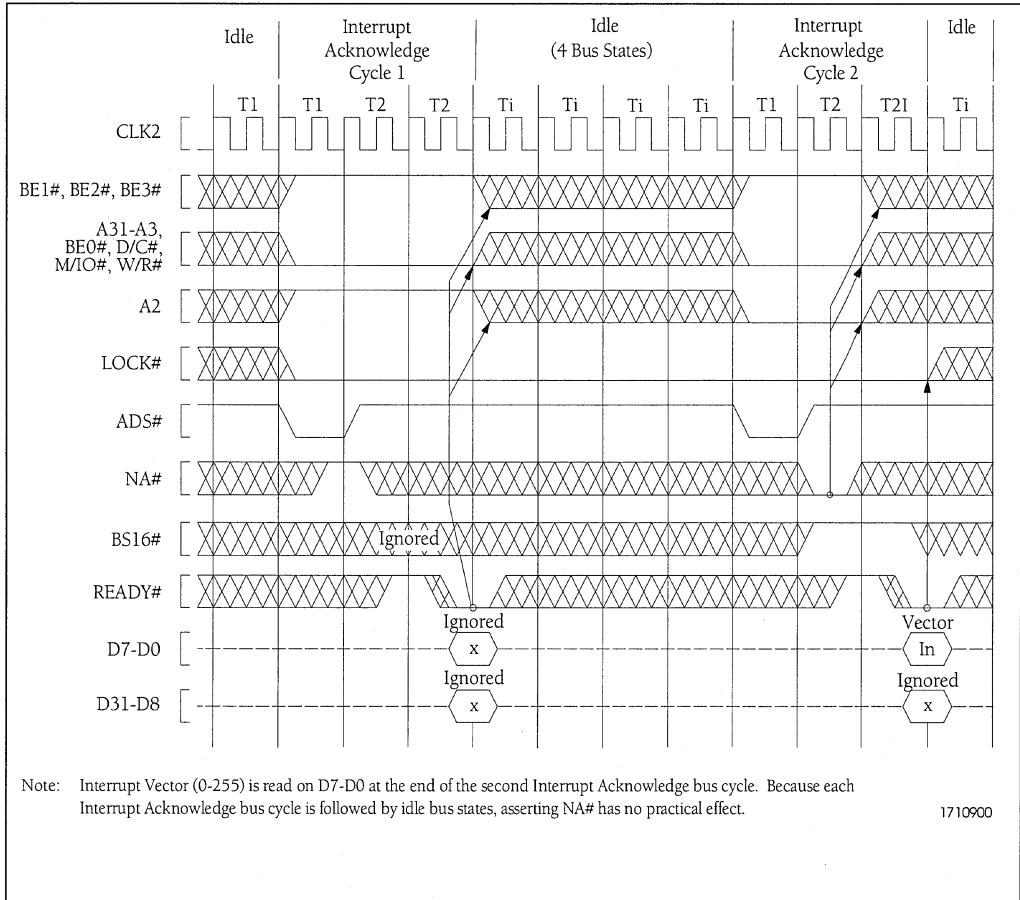 Idle Interrupt Acknowledge Cycle 1 Idle (4 Bus States) Interrupt Acknowledge Cycle 2 Idle
T1 T1 T2 T2 Ti Ti Ti Ti T1 T2 T2I Ti
CLK2
BE1#, BE2#, BE3#
A31-A3,
BE0#, D/C#,
M/IO#, W/R#
A2
LOCK#
ADS#
NA#
BS16# Ignored
READY#
Ignored Vector
D7-D0 x In
Ignored Ignored
D31-D8 x x
Note: Interrupt Vector (0-255) is read on D7-D0 at the end of the second Interrupt Acknowledge bus cycle. Because each
Interrupt Acknowledge bus cycle is followed by idle bus states, asserting NA# has no practical effect.
1710900